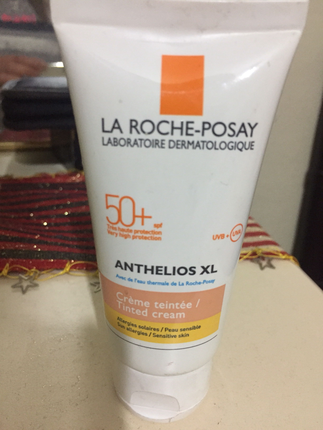 LA ROCHE-POSAY
LABORATOIRE DERMATOLOGIQUE
50+ spf
Très haute protection
Very high protection
UVB + UVA
ANTHELIOS XL
Avec de l'eau thermale de La Roche-Posay
Crème teintée /
Tinted cream
Allergies solaires / Peau sensible
Sun allergies / Sensitive skin